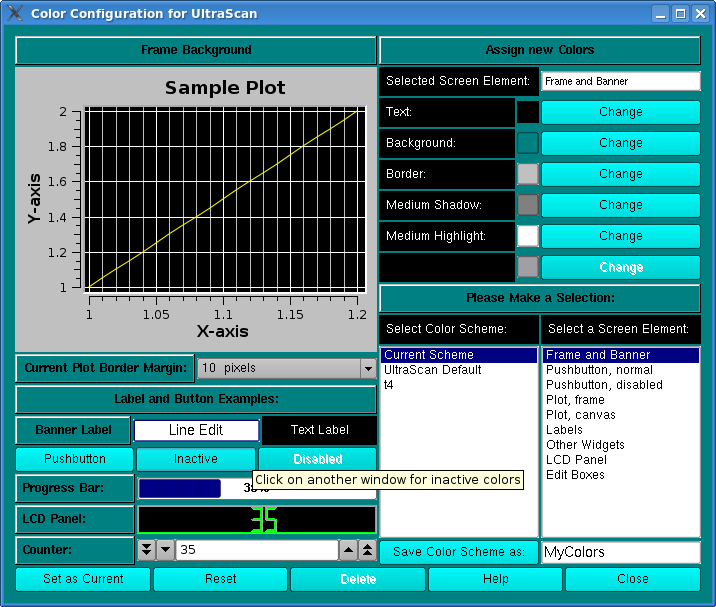 Color Configuration for UltraScan
Frame Background
Assign new Colors
Sample Plot
Y-axis
2
1.8
1.6
1.4
1.2
1
1 1.05 1.1 1.15 1.2
X-axis
Selected Screen Element: Frame and Banner
Text: Change
Background: Change
Border: Change
Medium Shadow: Change
Medium Highlight: Change
Change
Please Make a Selection:
Select Color Scheme: Select a Screen Element:
Current Scheme
UltraScan Default
t4
Frame and Banner
Pushbutton, normal
Pushbutton, disabled
Plot, frame
Plot, canvas
Labels
Other Widgets
LCD Panel
Edit Boxes
Current Plot Border Margin: 10 pixels
Label and Button Examples:
Banner Label Line Edit Text Label
Pushbutton Inactive Disabled
Click on another window for inactive colors
Progress Bar:
LCD Panel: 35
Counter: 35
Save Color Scheme as: MyColors
Set as Current Reset Delete Help Close